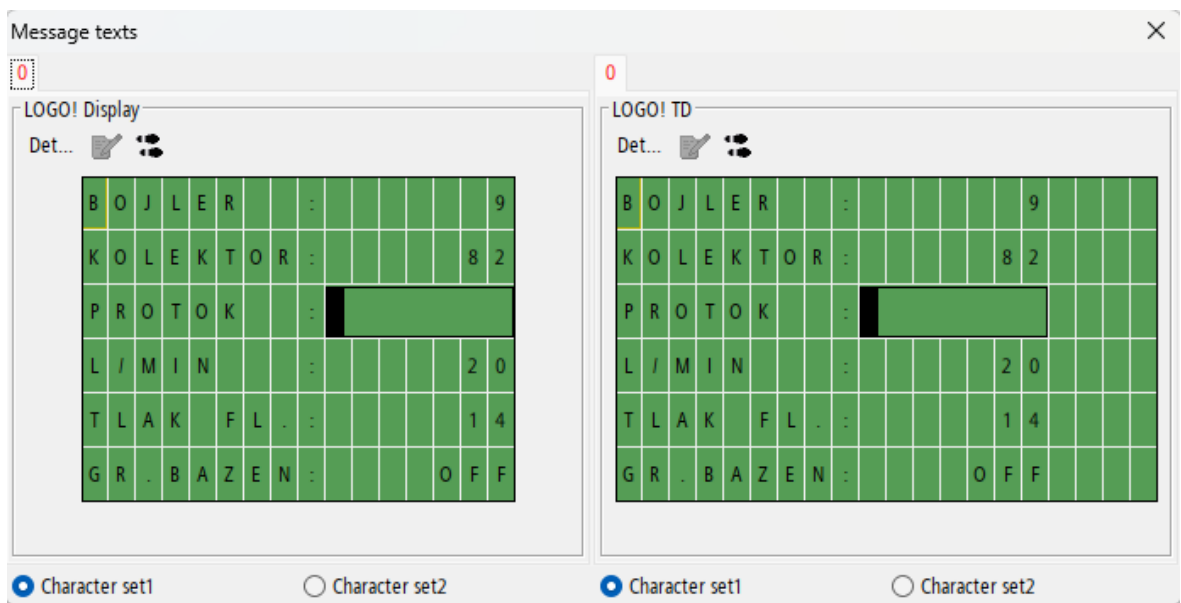 Message texts
0
0
LOGO! Display
LOGO! TD
Det...
Det...
BOJLER : 9
KOLEKTOR: 82
PROTOK :
L/MIN : 20
TLAK FL.: 14
GR.BAZEN: OFF
BOJLER : 9
KOLEKTOR: 82
PROTOK :
L/MIN : 20
TLAK FL.: 14
GR.BAZEN: OFF
Character set1
Character set2
Character set1
Character set2